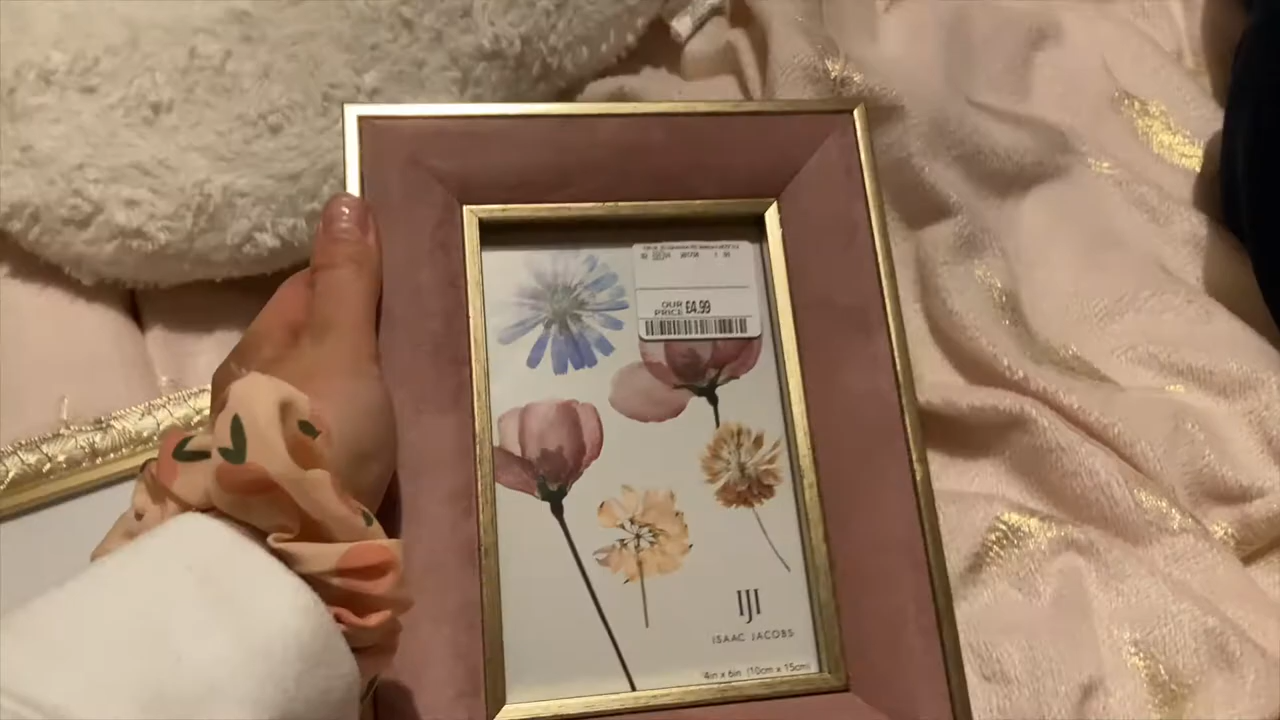 OUR
PRICE £4.99
IJI
ISAAC JACOBS
4in x 6in (10cm x 15cm)